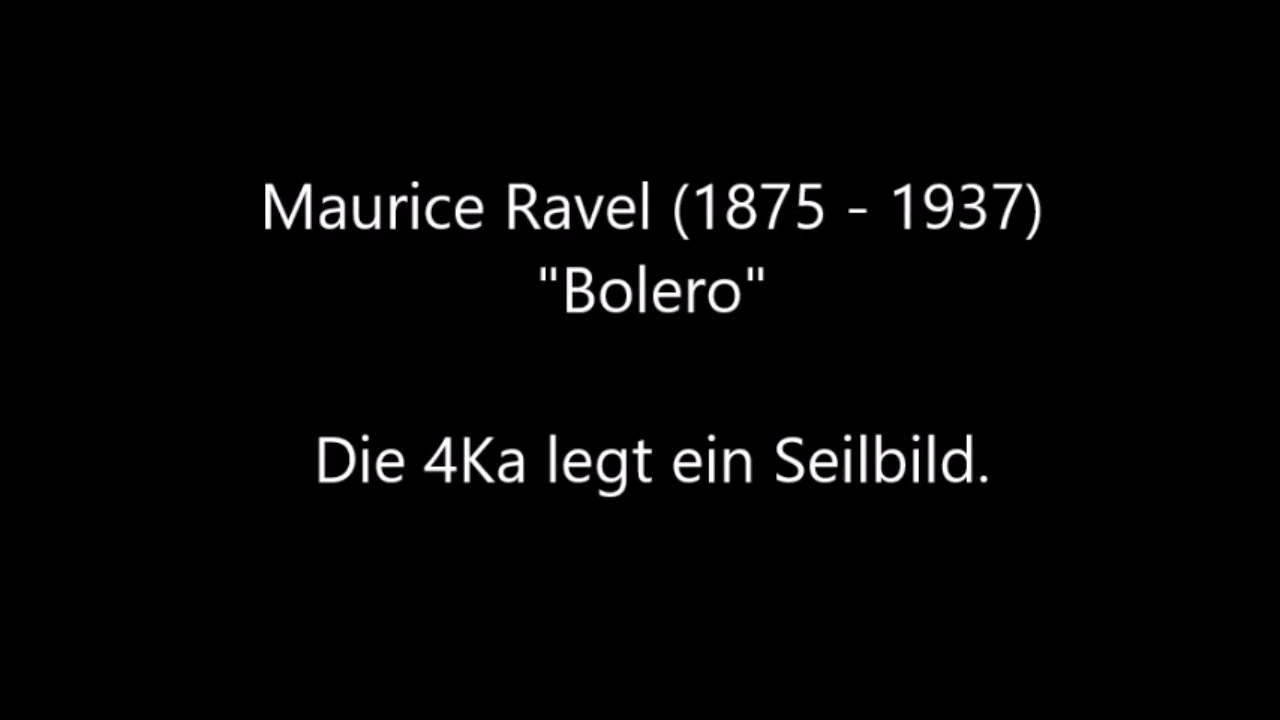 Maurice Ravel (1875 - 1937)
"Bolero"
Die 4Ka legt ein Seilbild.